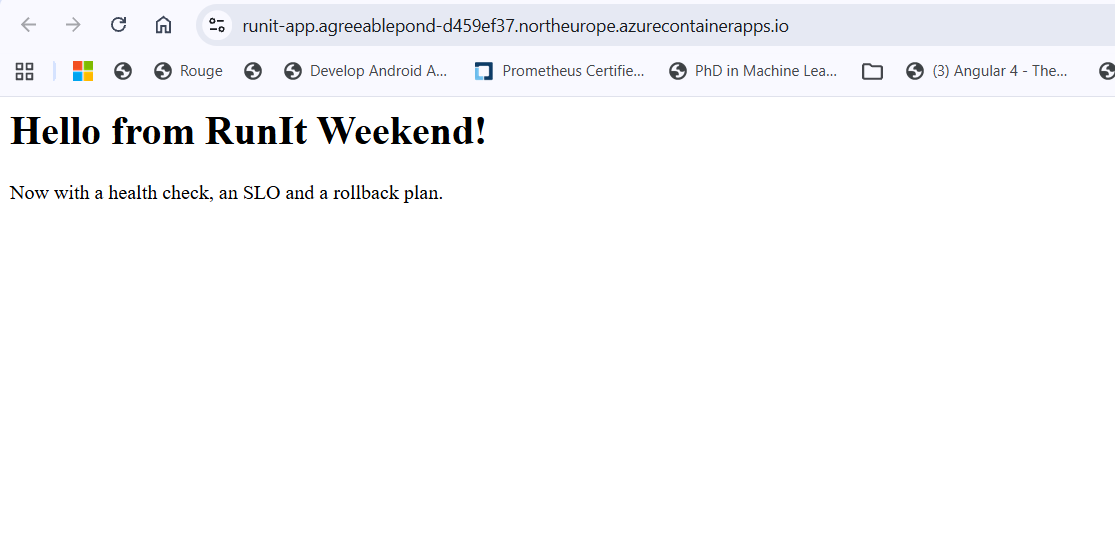 runit-app.agreeablepond-d459ef37.northeurope.azurecontainerapps.io
Rouge
Develop Android A...
Prometheus Certifie...
PhD in Machine Lea...
(3) Angular 4 - The...
Hello from RunIt Weekend!
Now with a health check, an SLO and a rollback plan.